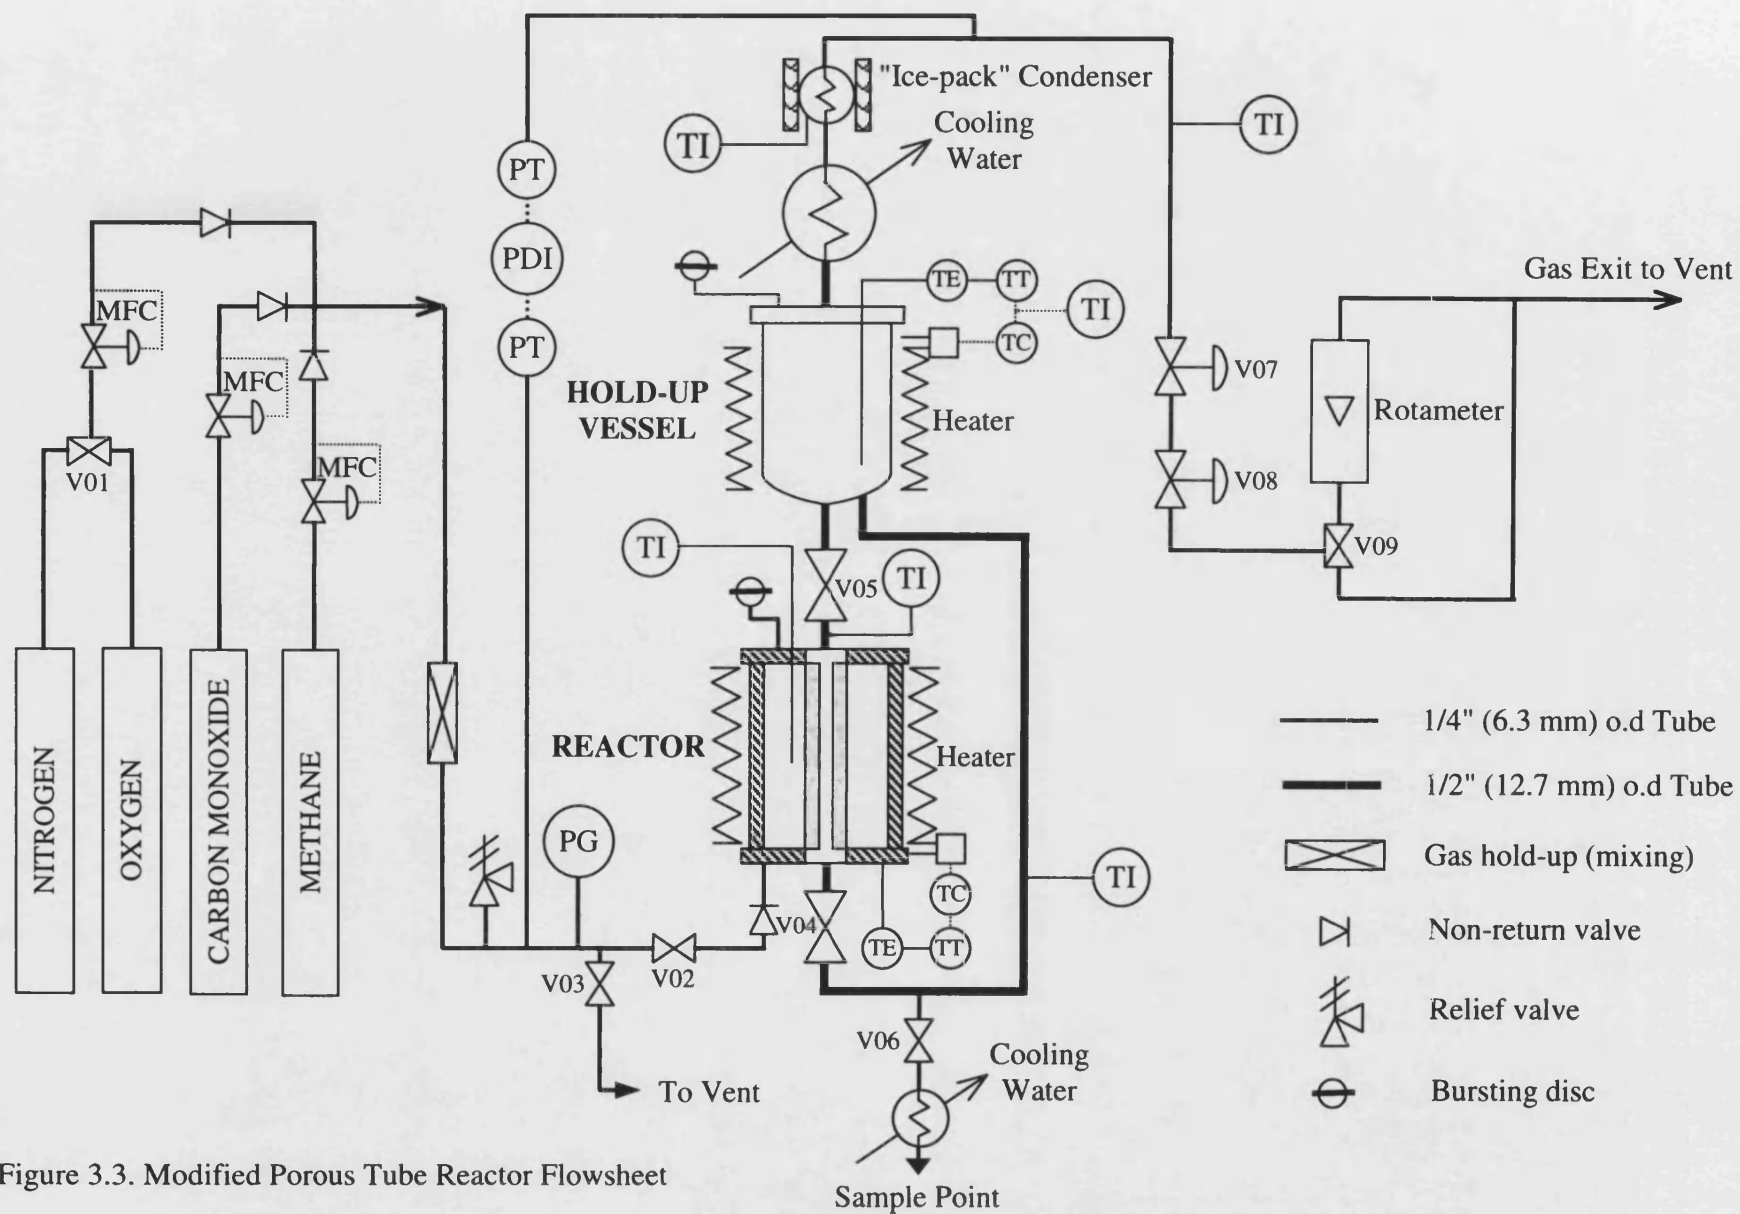 "Ice-pack" Condenser
TI
Cooling
Water
TI
PT
PDI
PT
MFC
MFC
MFC
V01
TE
TT
TI
TC
HOLD-UP
VESSEL
Heater
V07
V08
Gas Exit to Vent
Rotameter
V09
TI
V05
TI
REACTOR
Heater
NITROGEN
OXYGEN
CARBON MONOXIDE
METHANE
PG
V04
TC
TE
TT
TI
V03
V02
V06
To Vent
Cooling
Water
Sample Point
1/4" (6.3 mm) o.d Tube
1/2" (12.7 mm) o.d Tube
Gas hold-up (mixing)
Non-return valve
Relief valve
Bursting disc
Figure 3.3. Modified Porous Tube Reactor Flowsheet